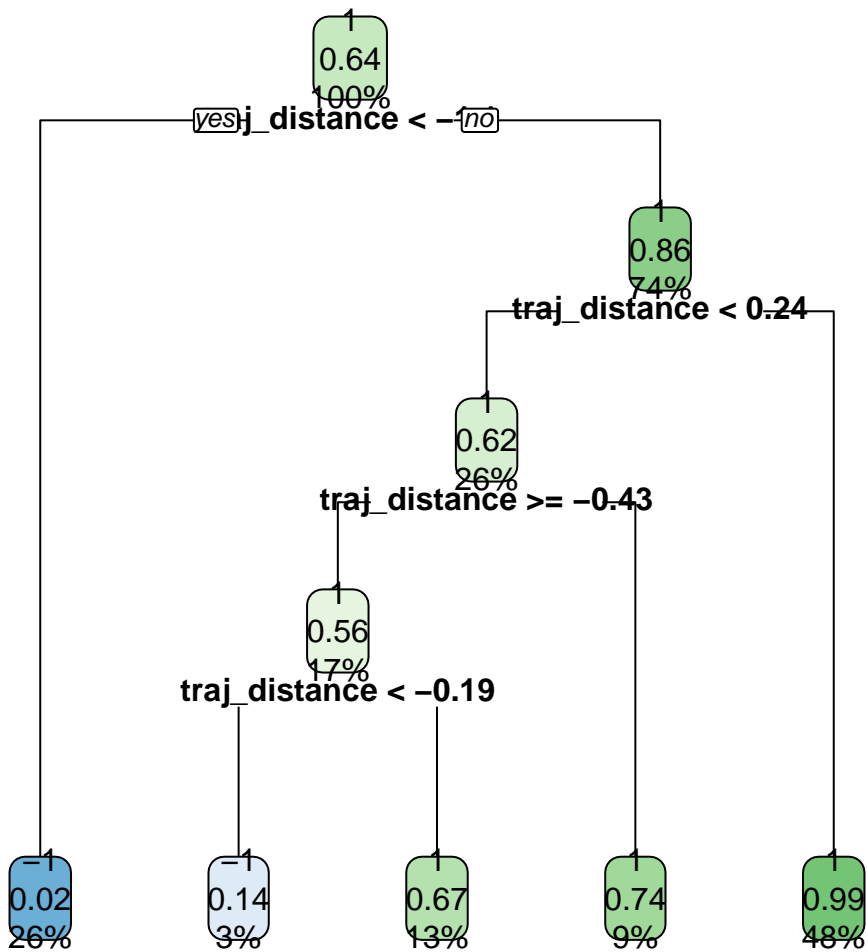 1
0.64
100%
yes j_distance < − no
1
0.86
74%
traj_distance < 0.24
1
0.62
26%
traj_distance >= −0.43
1
0.56
17%
traj_distance < −0.19
−1 −1 1 1 1
0.02 0.14 0.67 0.74 0.99
26% 3% 13% 9% 48%